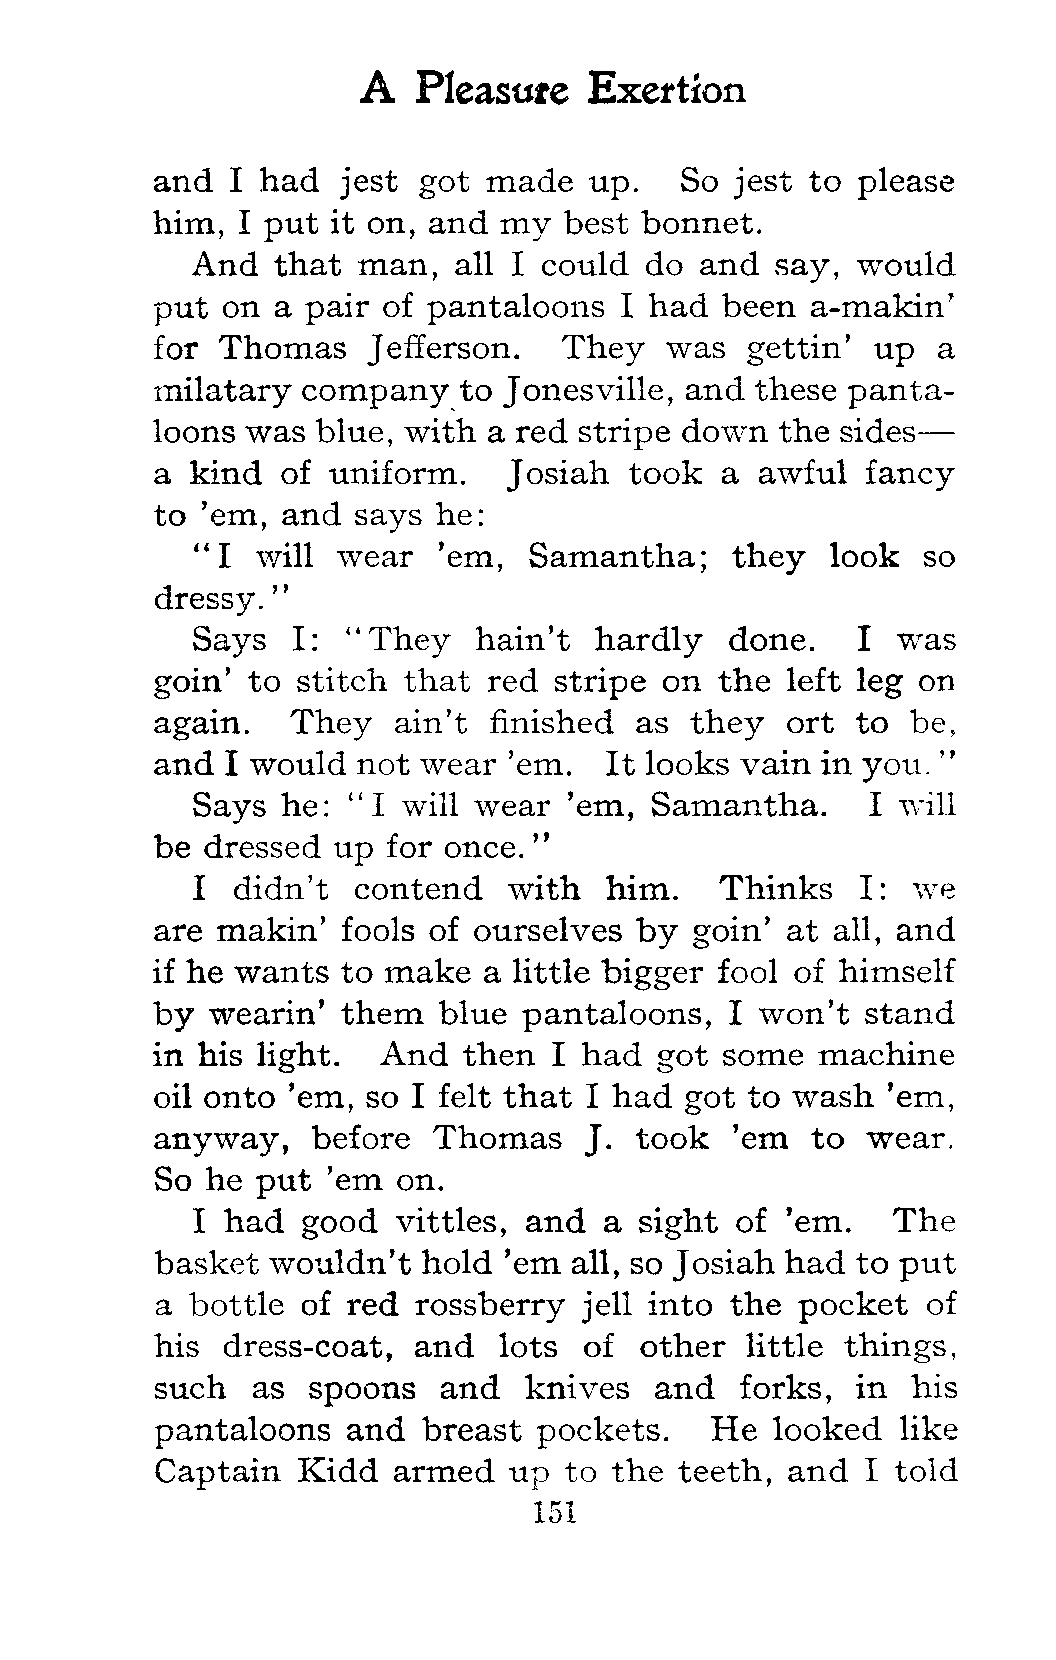 A Pleasure Exertion
and I had jest got made up. So jest to please
him, I put it on, and my best bonnet.
And that man, all I could do and say, would
put on a pair of pantaloons I had been a-makin'
for Thomas Jefferson. They was gettin' up a
milatary company to Jonesville, and these panta-
loons was blue, with a red stripe down the sides—
a kind of uniform. Josiah took a awful fancy
to 'em, and says he:
"I will wear 'em, Samantha; they look so
dressy."
Says I: "They hain't hardly done. I was
goin' to stitch that red stripe on the left leg on
again. They ain't finished as they ort to be,
and I would not wear 'em. It looks vain in you."
Says he: "I will wear 'em, Samantha. I will
be dressed up for once."
I didn't contend with him. Thinks I: we
are makin' fools of ourselves by goin' at all, and
if he wants to make a little bigger fool of himself
by wearin' them blue pantaloons, I won't stand
in his light. And then I had got some machine
oil onto 'em, so I felt that I had got to wash 'em,
anyway, before Thomas J. took 'em to wear.
So he put 'em on.
I had good vittles, and a sight of 'em. The
basket wouldn't hold 'em all, so Josiah had to put
a bottle of red rossberry jell into the pocket of
his dress-coat, and lots of other little things,
such as spoons and knives and forks, in his
pantaloons and breast pockets. He looked like
Captain Kidd armed up to the teeth, and I told
151